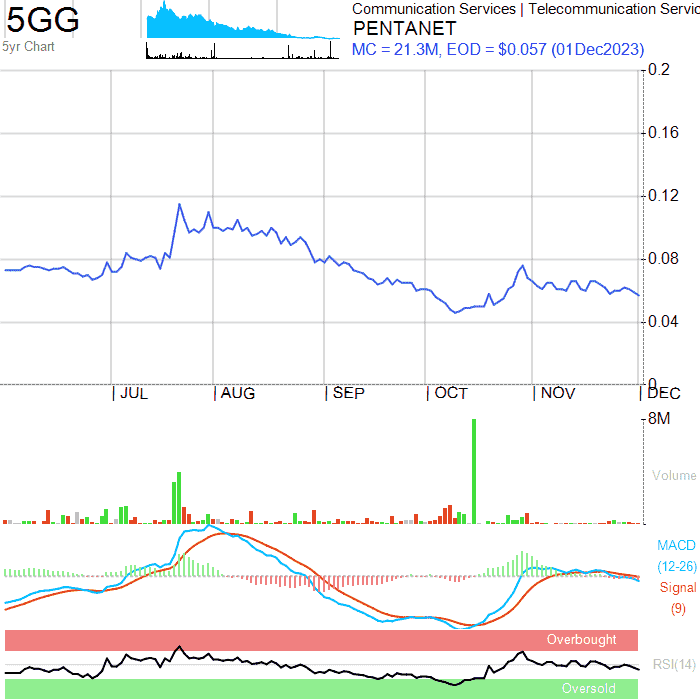 5GG
5yr Chart
Communication Services | Telecommunication Servic
PENTANET
MC = 21.3M, EOD = $0.057 (01Dec2023)
0.2
0.16
0.12
0.08
0.04
0
| JUL | AUG | SEP | OCT | NOV | DEC
8M
Volume
MACD
(12-26)
Signal
(9)
Overbought
RSI(14)
Oversold